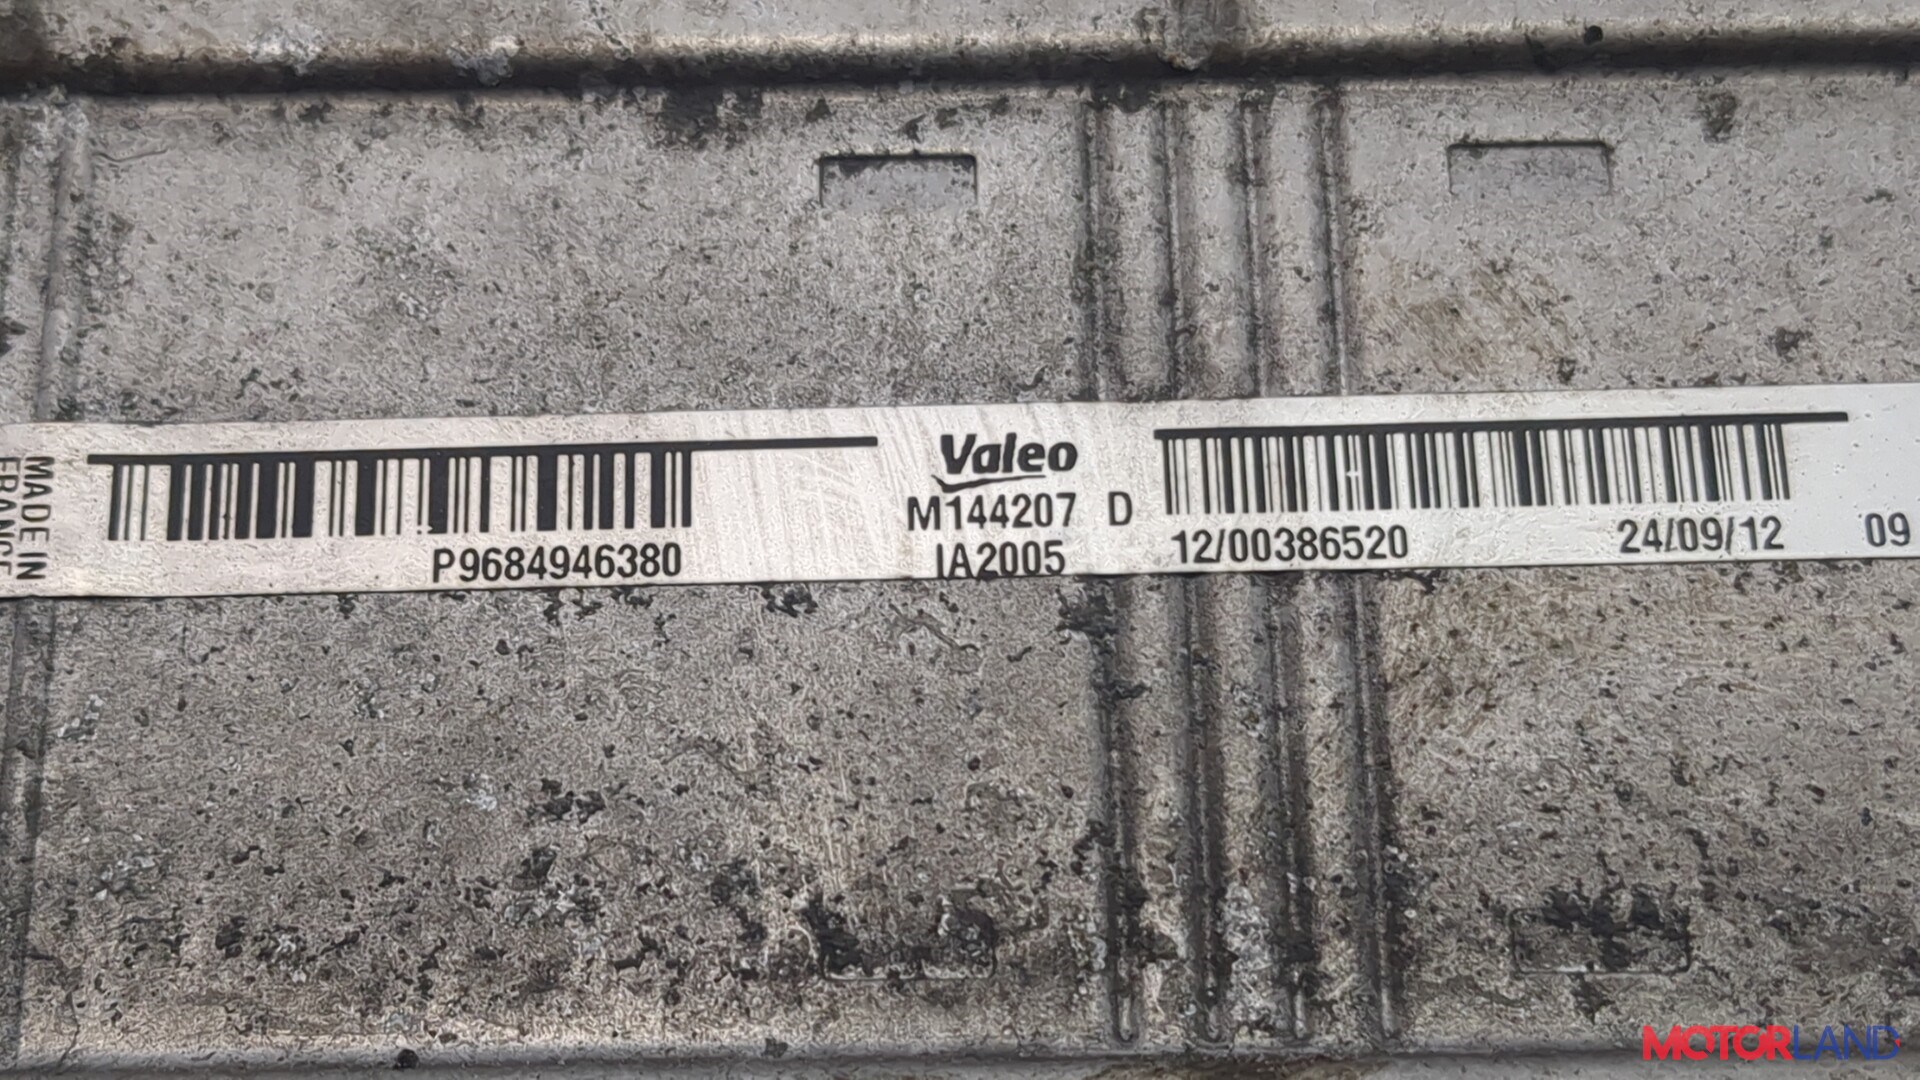 MADE IN
FRANCE
P9684946380
Valeo
M144207 D
IA2005
12/00386520
24/09/12
09
MOTORLAND